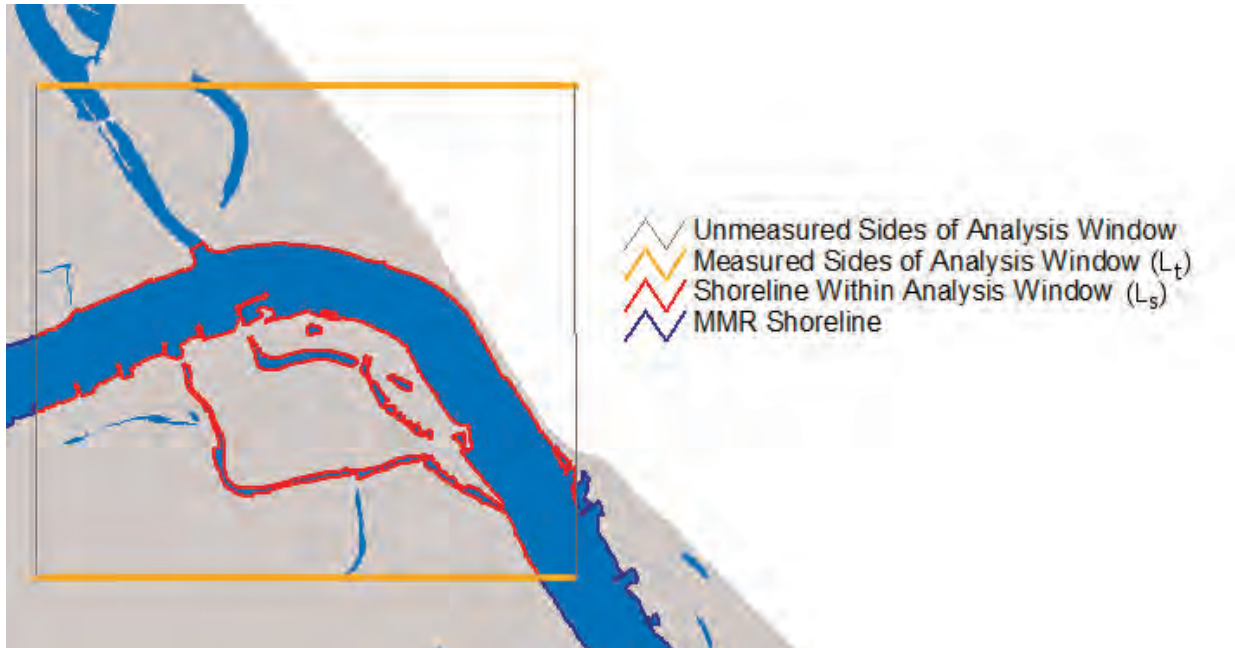 Unmeasured Sides of Analysis Window
Measured Sides of Analysis Window (Lt)
Shoreline Within Analysis Window (Ls)
MMR Shoreline